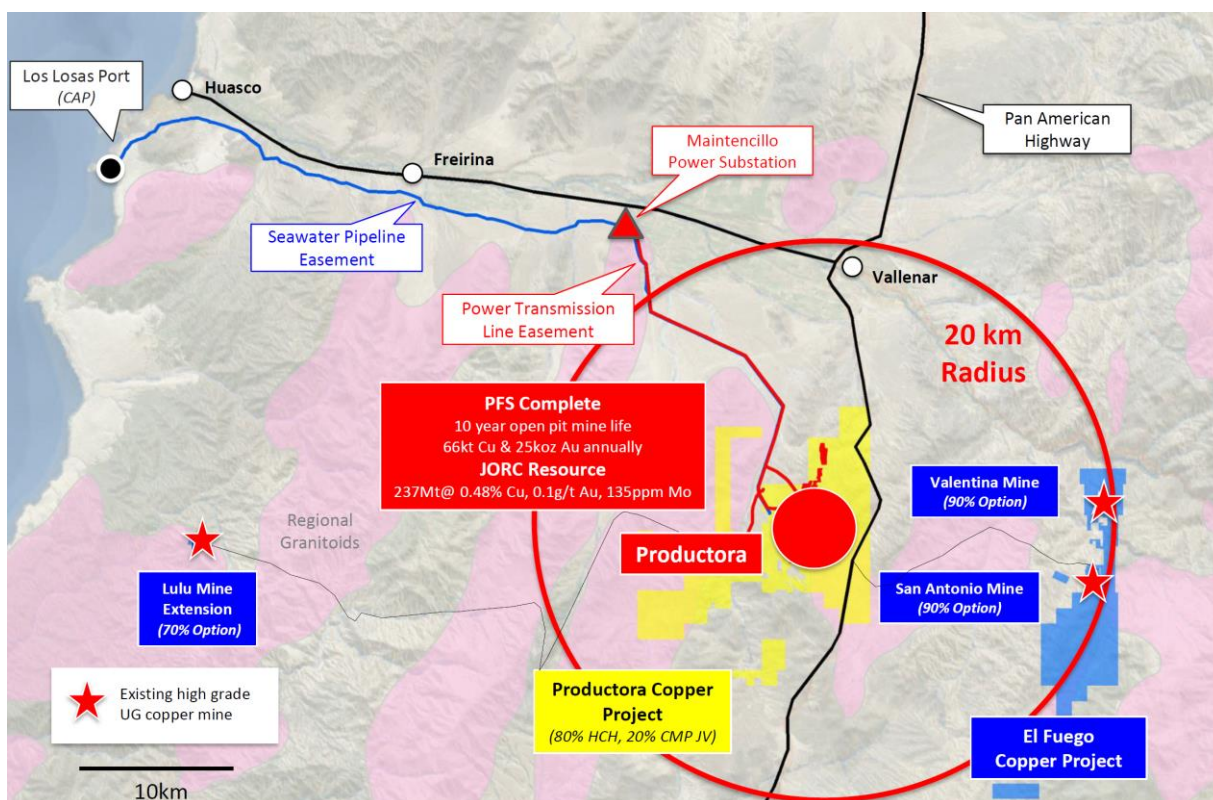 Los Losas Port
(CAP)
Huasco
Freirina
Maintencillo
Power Substation
Pan American
Highway
Seawater Pipeline
Easement
Vallenar
Power Transmission
Line Easement
20 km
Radius
PFS Complete
10 year open pit mine life
66kt Cu & 25koz Au annually
JORC Resource
237Mt@ 0.48% Cu, 0.1g/t Au, 135ppm Mo
Valentina Mine
(90% Option)
Regional
Granitoids
Productora
Lulu Mine
Extension
(70% Option)
San Antonio Mine
(90% Option)
Existing high grade
UG copper mine
Productora Copper
Project
(80% HCH, 20% CMP JV)
El Fuego
Copper Project
10km